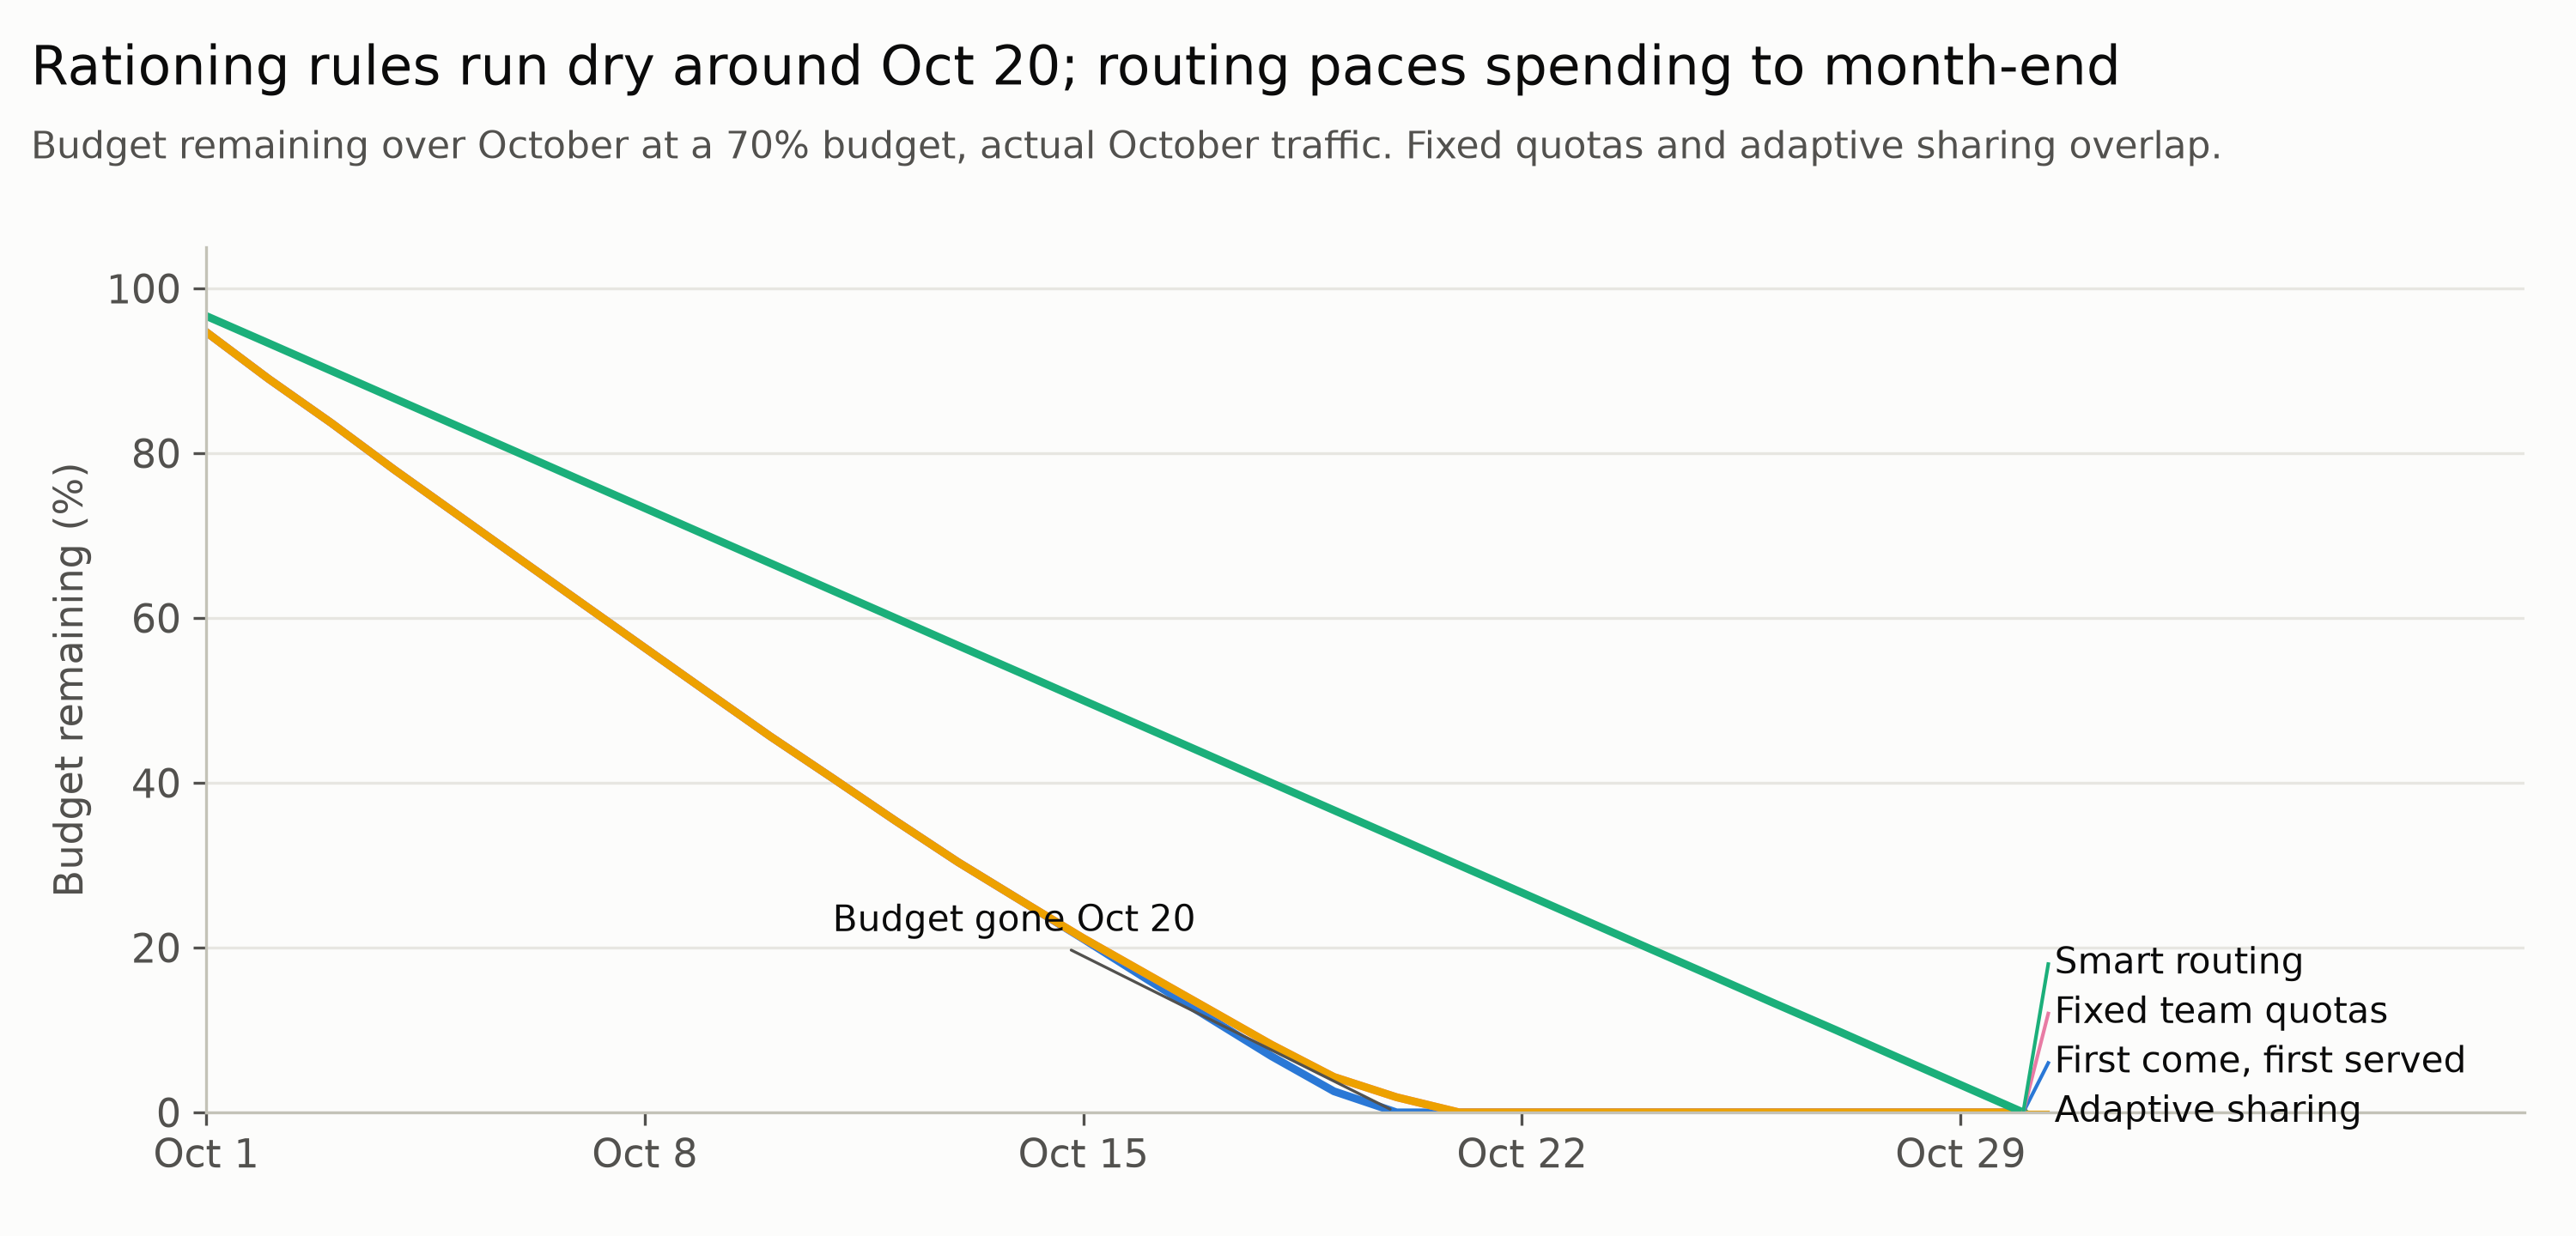 Rationing rules run dry around Oct 20; routing paces spending to month-end
Budget remaining over October at a 70% budget, actual October traffic. Fixed quotas and adaptive sharing overlap.
Budget remaining (%)
100
80
60
40
20
0
Budget gone Oct 20
Smart routing
Fixed team quotas
First come, first served
Adaptive sharing
Oct 1
Oct 8
Oct 15
Oct 22
Oct 29